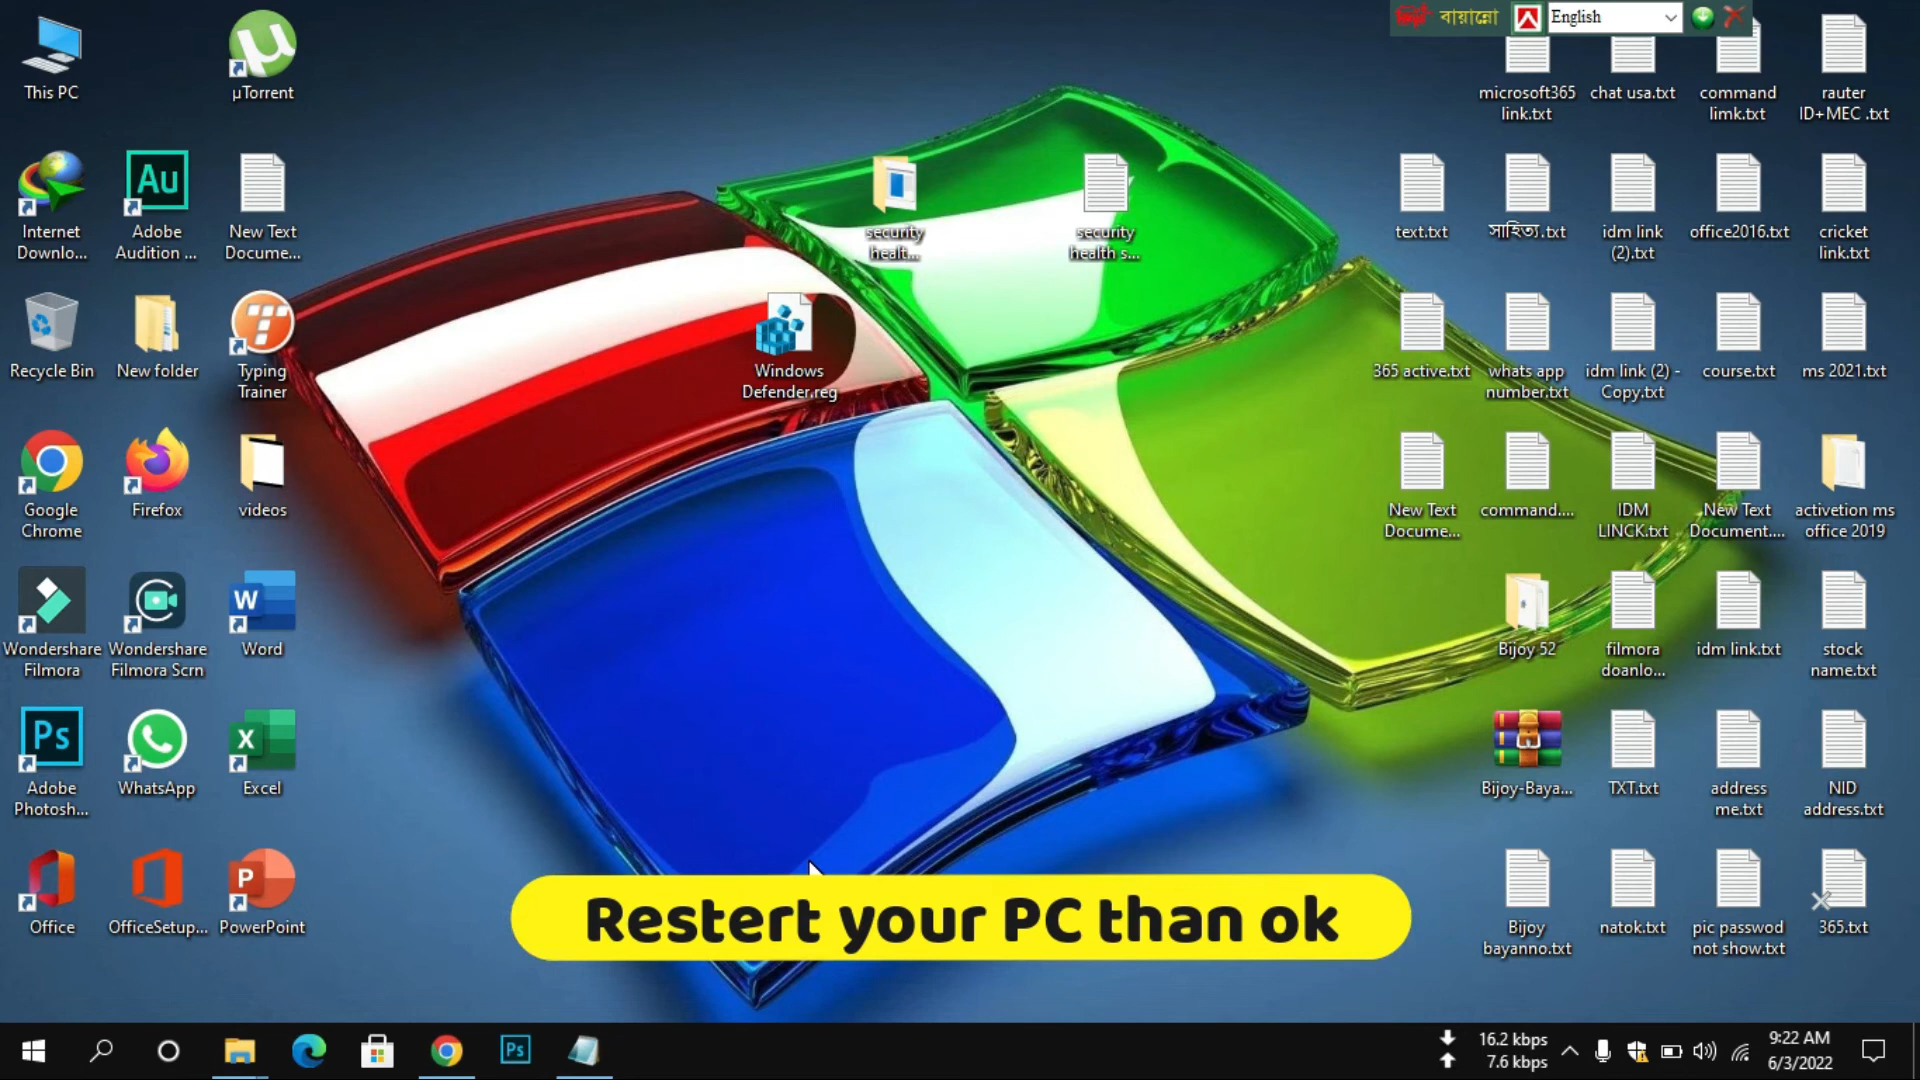 বায়ান্নো
English
This PC
µTorrent
microsoft365
link.txt
chat usa.txt
command
limk.txt
rauter
ID+MEC .txt
Internet
Downlo...
Adobe
Audition ...
New Text
Docume...
security
healt...
security
health s...
text.txt
সাহিত্য.txt
idm link
(2).txt
office2016.txt
cricket
link.txt
Recycle Bin
New folder
Typing
Trainer
Windows
Defender.reg
365 active.txt
whats app
number.txt
idm link (2) -
Copy.txt
course.txt
ms 2021.txt
Google
Chrome
Firefox
videos
New Text
Docume...
command....
IDM
LINCK.txt
New Text
Document....
activetion ms
office 2019
Wondershare
Filmora
Wondershare
Filmora Scrn
Word
Bijoy 52
filmora
doanlo...
idm link.txt
stock
name.txt
Adobe
Photosh...
WhatsApp
Excel
Bijoy-Baya...
TXT.txt
address
me.txt
NID
address.txt
Office
OfficeSetup...
PowerPoint
Restert your PC than ok
Bijoy
bayanno.txt
natok.txt
pic passwod
not show.txt
365.txt
16.2 kbps
7.6 kbps
9:22 AM
6/3/2022